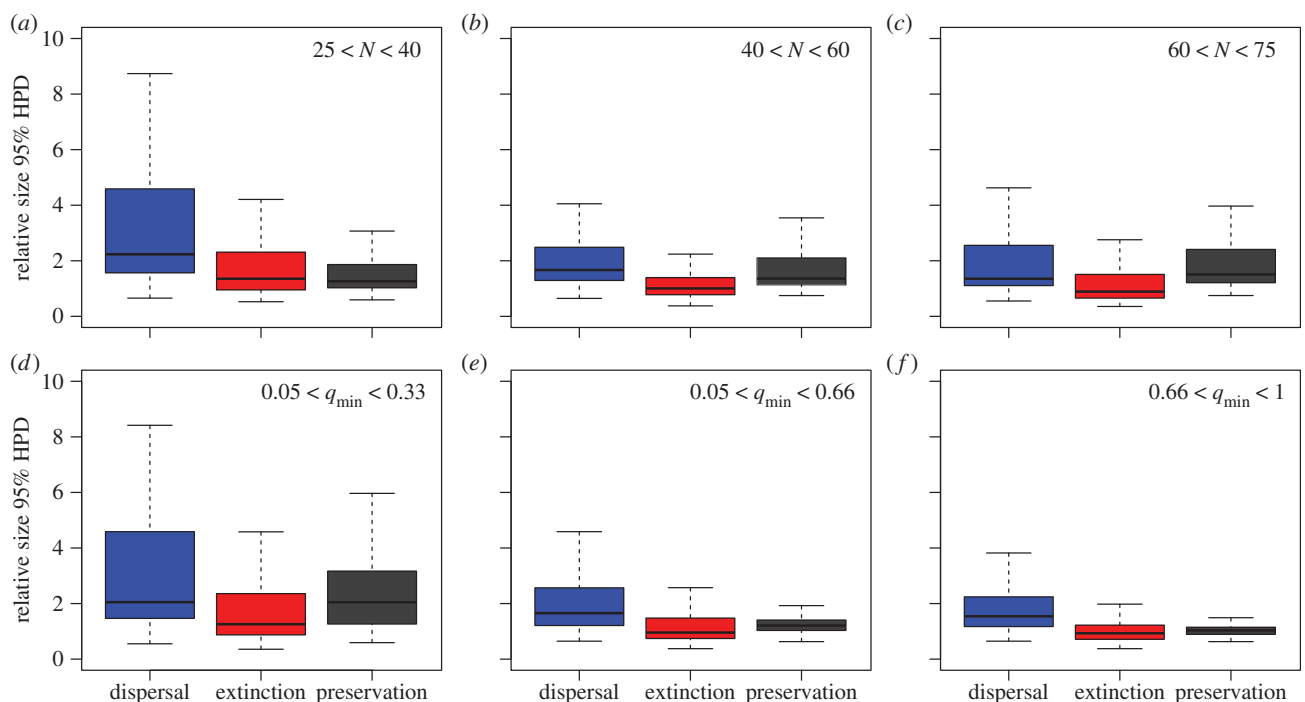 (a) (b) (c)
25 < N < 40 40 < N < 60 60 < N < 75
relative size 95% HPD
10
8
6
4
2
0
(d) (e) (f)
0.05 < qmin < 0.33 0.05 < qmin < 0.66 0.66 < qmin < 1
relative size 95% HPD
10
8
6
4
2
0
dispersal extinction preservation dispersal extinction preservation dispersal extinction preservation